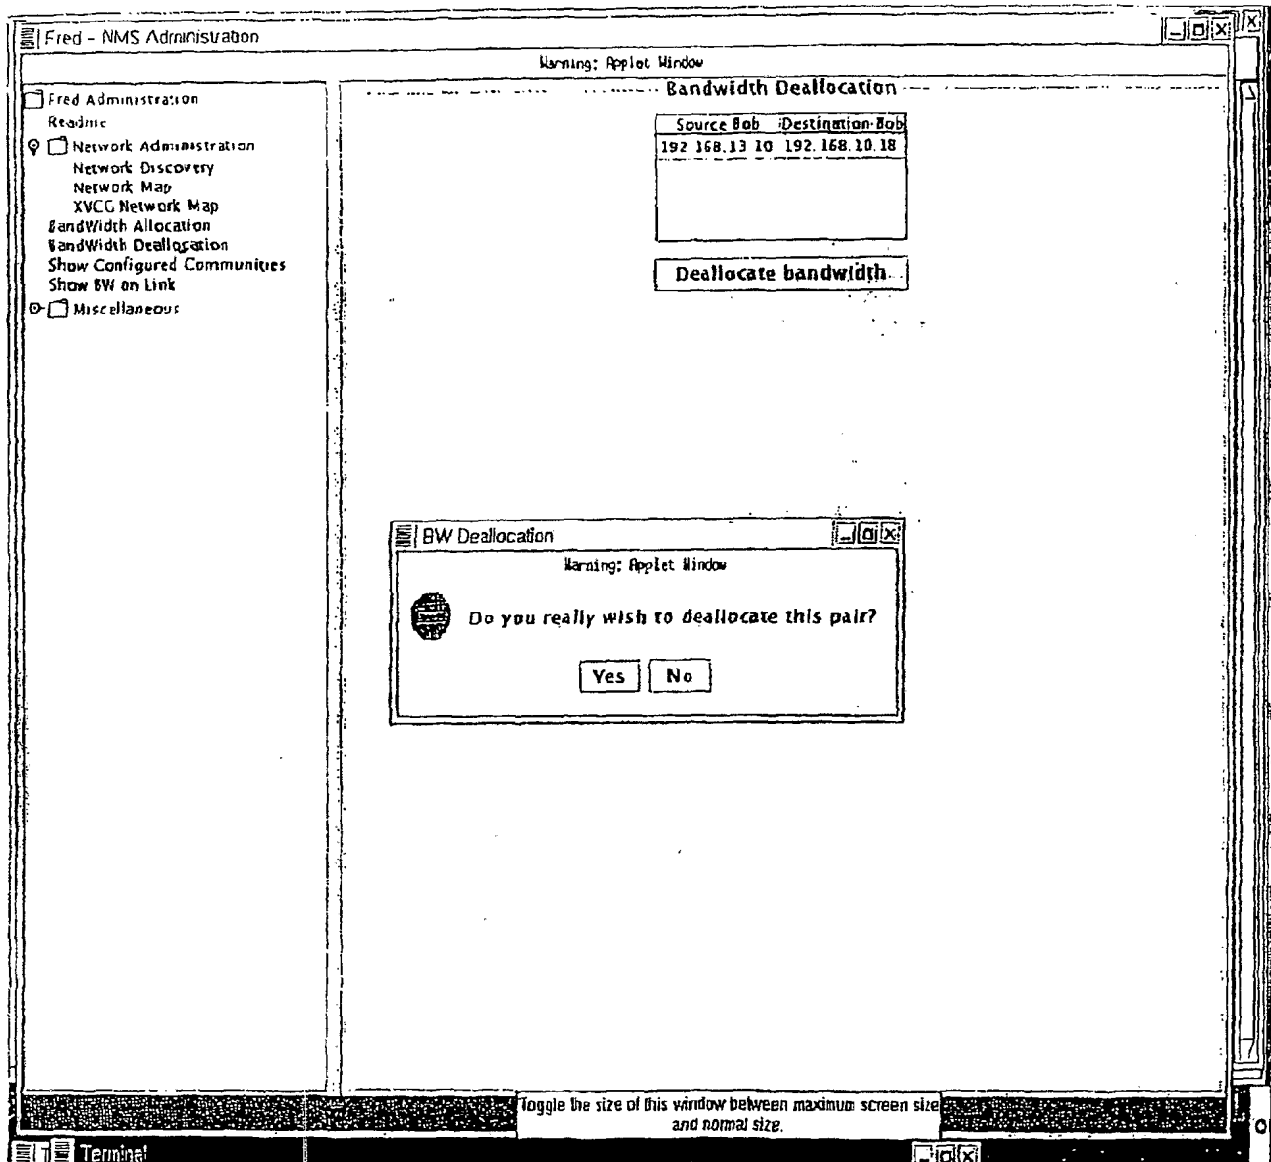 Fred - NMS Administration
Warning: Applet Window
Fred Administration
Readme
Network Administration
Network Discovery
Network Map
XVCG Network Map
BandWidth Allocation
BandWidth Deallocation
Show Configured Communities
Show BW on Link
Miscellaneous
Bandwidth Deallocation
Source Bob Destination Bob
192.168.13.10 192.168.10.18
Deallocate bandwidth
BW Deallocation
Warning: Applet Window
Do you really wish to deallocate this pair?
Yes No
Toggle the size of this window between maximum screen size
and normal size.
Terminal